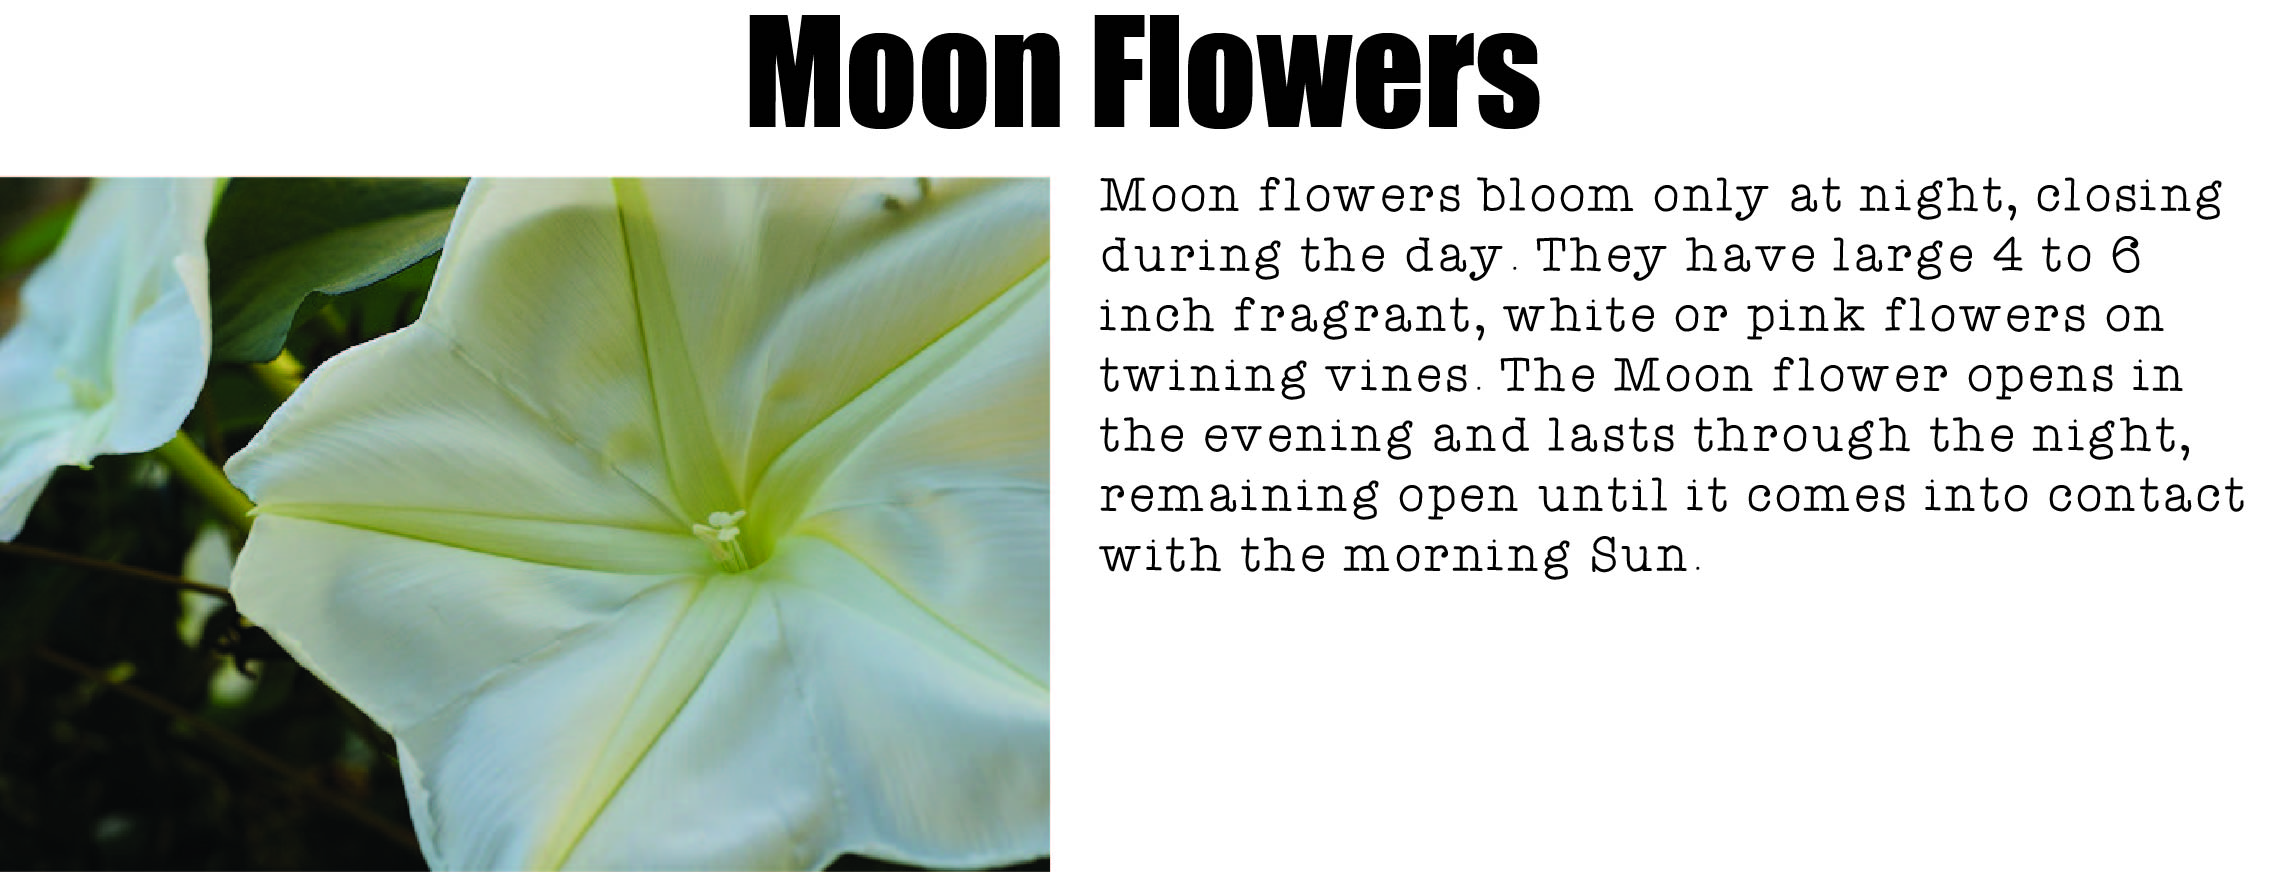 Moon Flowers
Moon flowers bloom only at night, closing
during the day. They have large 4 to 6
inch fragrant, white or pink flowers on
twining vines. The Moon flower opens in
the evening and lasts through the night,
remaining open until it comes into contact
with the morning Sun.